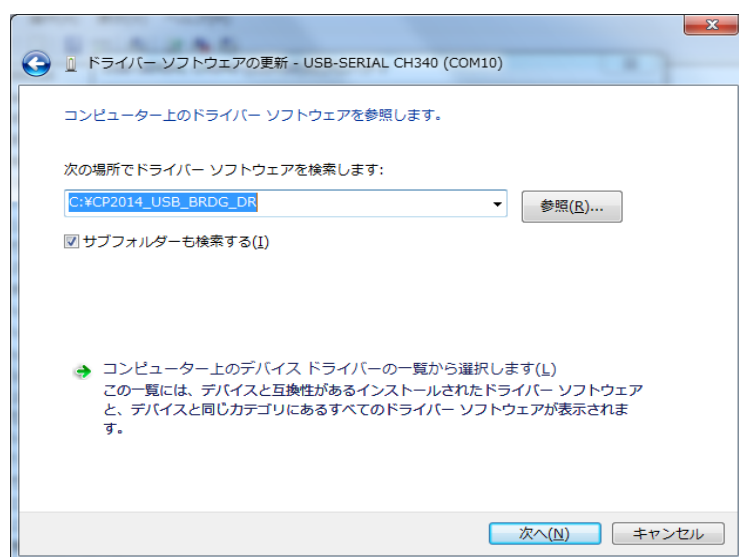 ドライバー ソフトウェアの更新 - USB-SERIAL CH340 (COM10)
コンピューター上のドライバー ソフトウェアを参照します。
次の場所でドライバー ソフトウェアを検索します:
C:¥CP2014_USB_BRDG_DR
参照(R)...
サブフォルダーも検索する(I)
コンピューター上のデバイス ドライバーの一覧から選択します(L)
この一覧には、デバイスと互換性があるインストールされたドライバー ソフトウェア
と、デバイスと同じカテゴリにあるすべてのドライバー ソフトウェアが表示されま
す。
次へ(N)
キャンセル